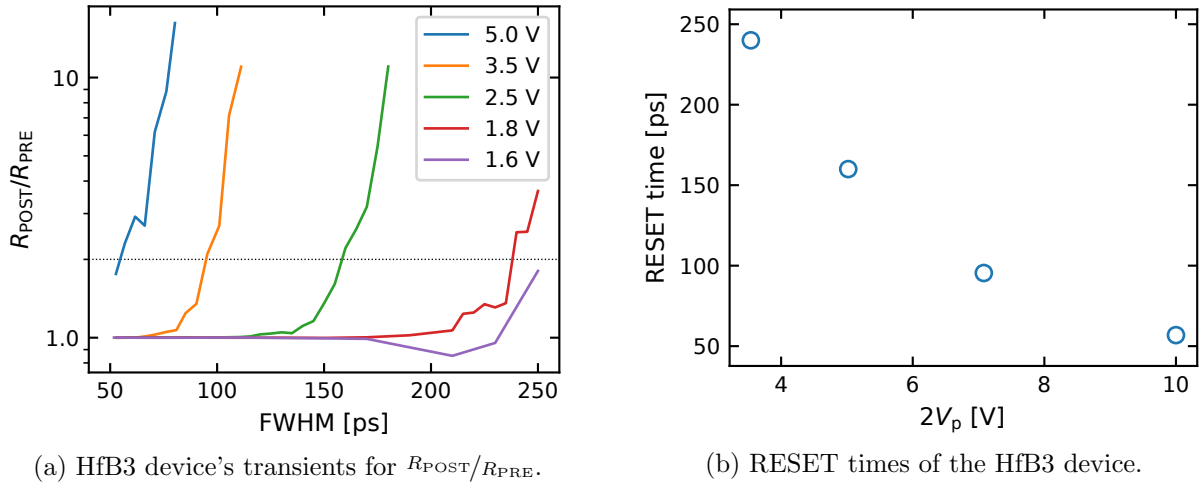 R_POST/R_PRE
10
1.0
5.0 V
3.5 V
2.5 V
1.8 V
1.6 V
50
100
150
200
250
FWHM [ps]
(a) HfB3 device's transients for R_POST/R_PRE.
RESET time [ps]
250
200
150
100
50
4
6
8
10
2V_p [V]
(b) RESET times of the HfB3 device.